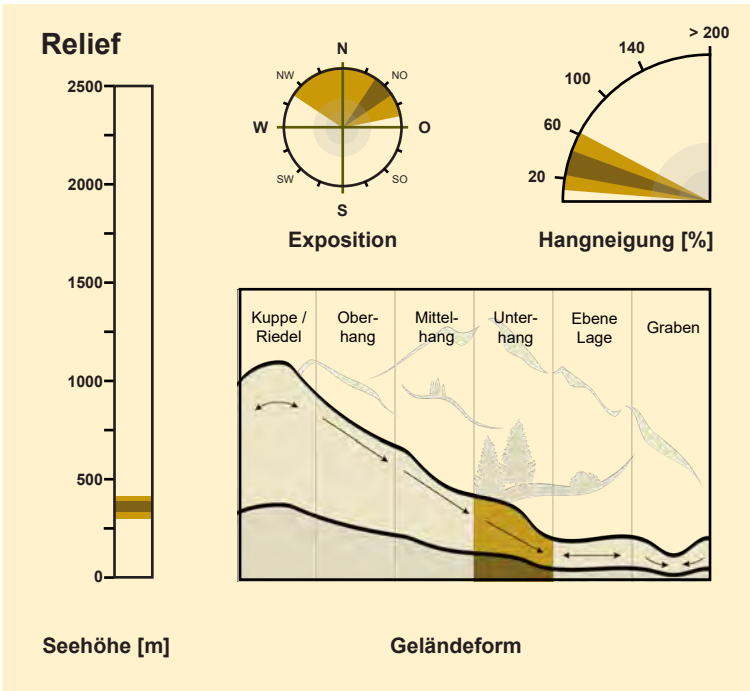 Relief
2500
2000
1500
1000
500
0
Seehöhe [m]
N
NW
NO
W
O
SW
SO
S
Exposition
> 200
140
100
60
20
Hangneigung [%]
Kuppe /
Riedel
Ober-
hang
Mittel-
hang
Unter-
hang
Ebene
Lage
Graben
Geländeform